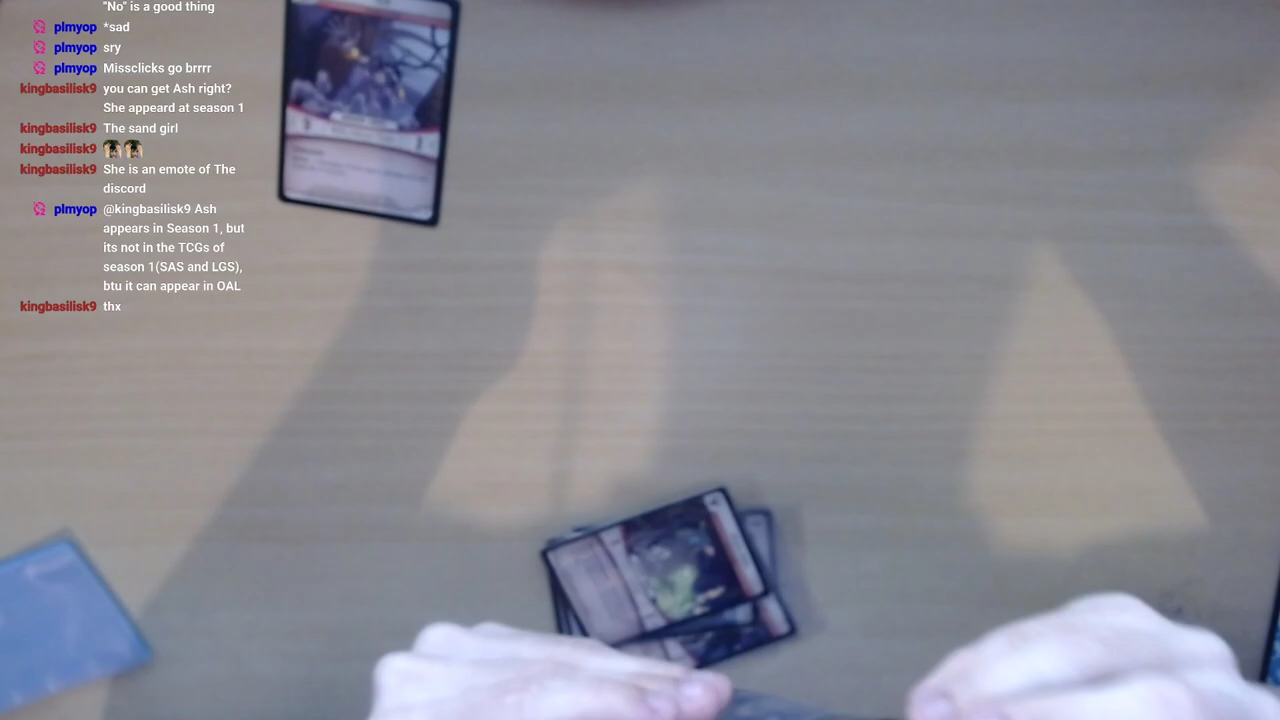 "No" is a good thing
plmyop *sad
plmyop sry
plmyop Missclicks go brrrr
kingbasilisk9 you can get Ash right?
She appeard at season 1
kingbasilisk9 The sand girl
kingbasilisk9
kingbasilisk9 She is an emote of The
discord
plmyop @kingbasilisk9 Ash
appears in Season 1, but
its not in the TCGs of
season 1(SAS and LGS),
btu it can appear in OAL
kingbasilisk9 thx